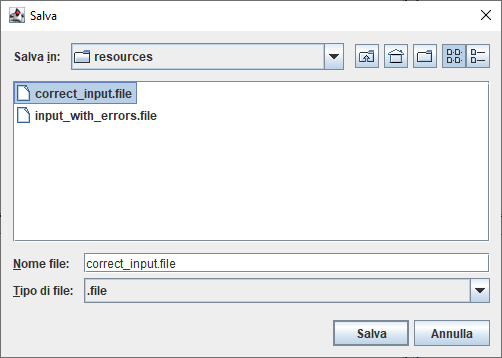 Salva
Salva in: resources
correct_input.file
input_with_errors.file
Nome file: correct_input.file
Tipo di file: .file
Salva Annulla